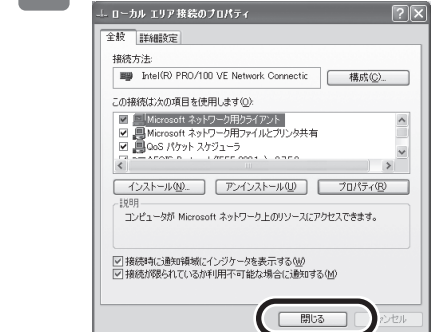 ローカル エリア接続のプロパティ
全般 詳細設定
接続方法:
Intel(R) PRO/100 VE Network Connectic 構成(C)...
この接続は次の項目を使用します(O):
Microsoft ネットワーク用クライアント
Microsoft ネットワーク用ファイルとプリンタ共有
QoS パケット スケジューラ
インストール(N)... アンインストール(U) プロパティ(R)
説明
コンピュータが Microsoft ネットワーク上のリソースにアクセスできます。
接続時に通知領域にインジケータを表示する(W)
接続が限られているか利用不可能な場合に通知する(M)
閉じる